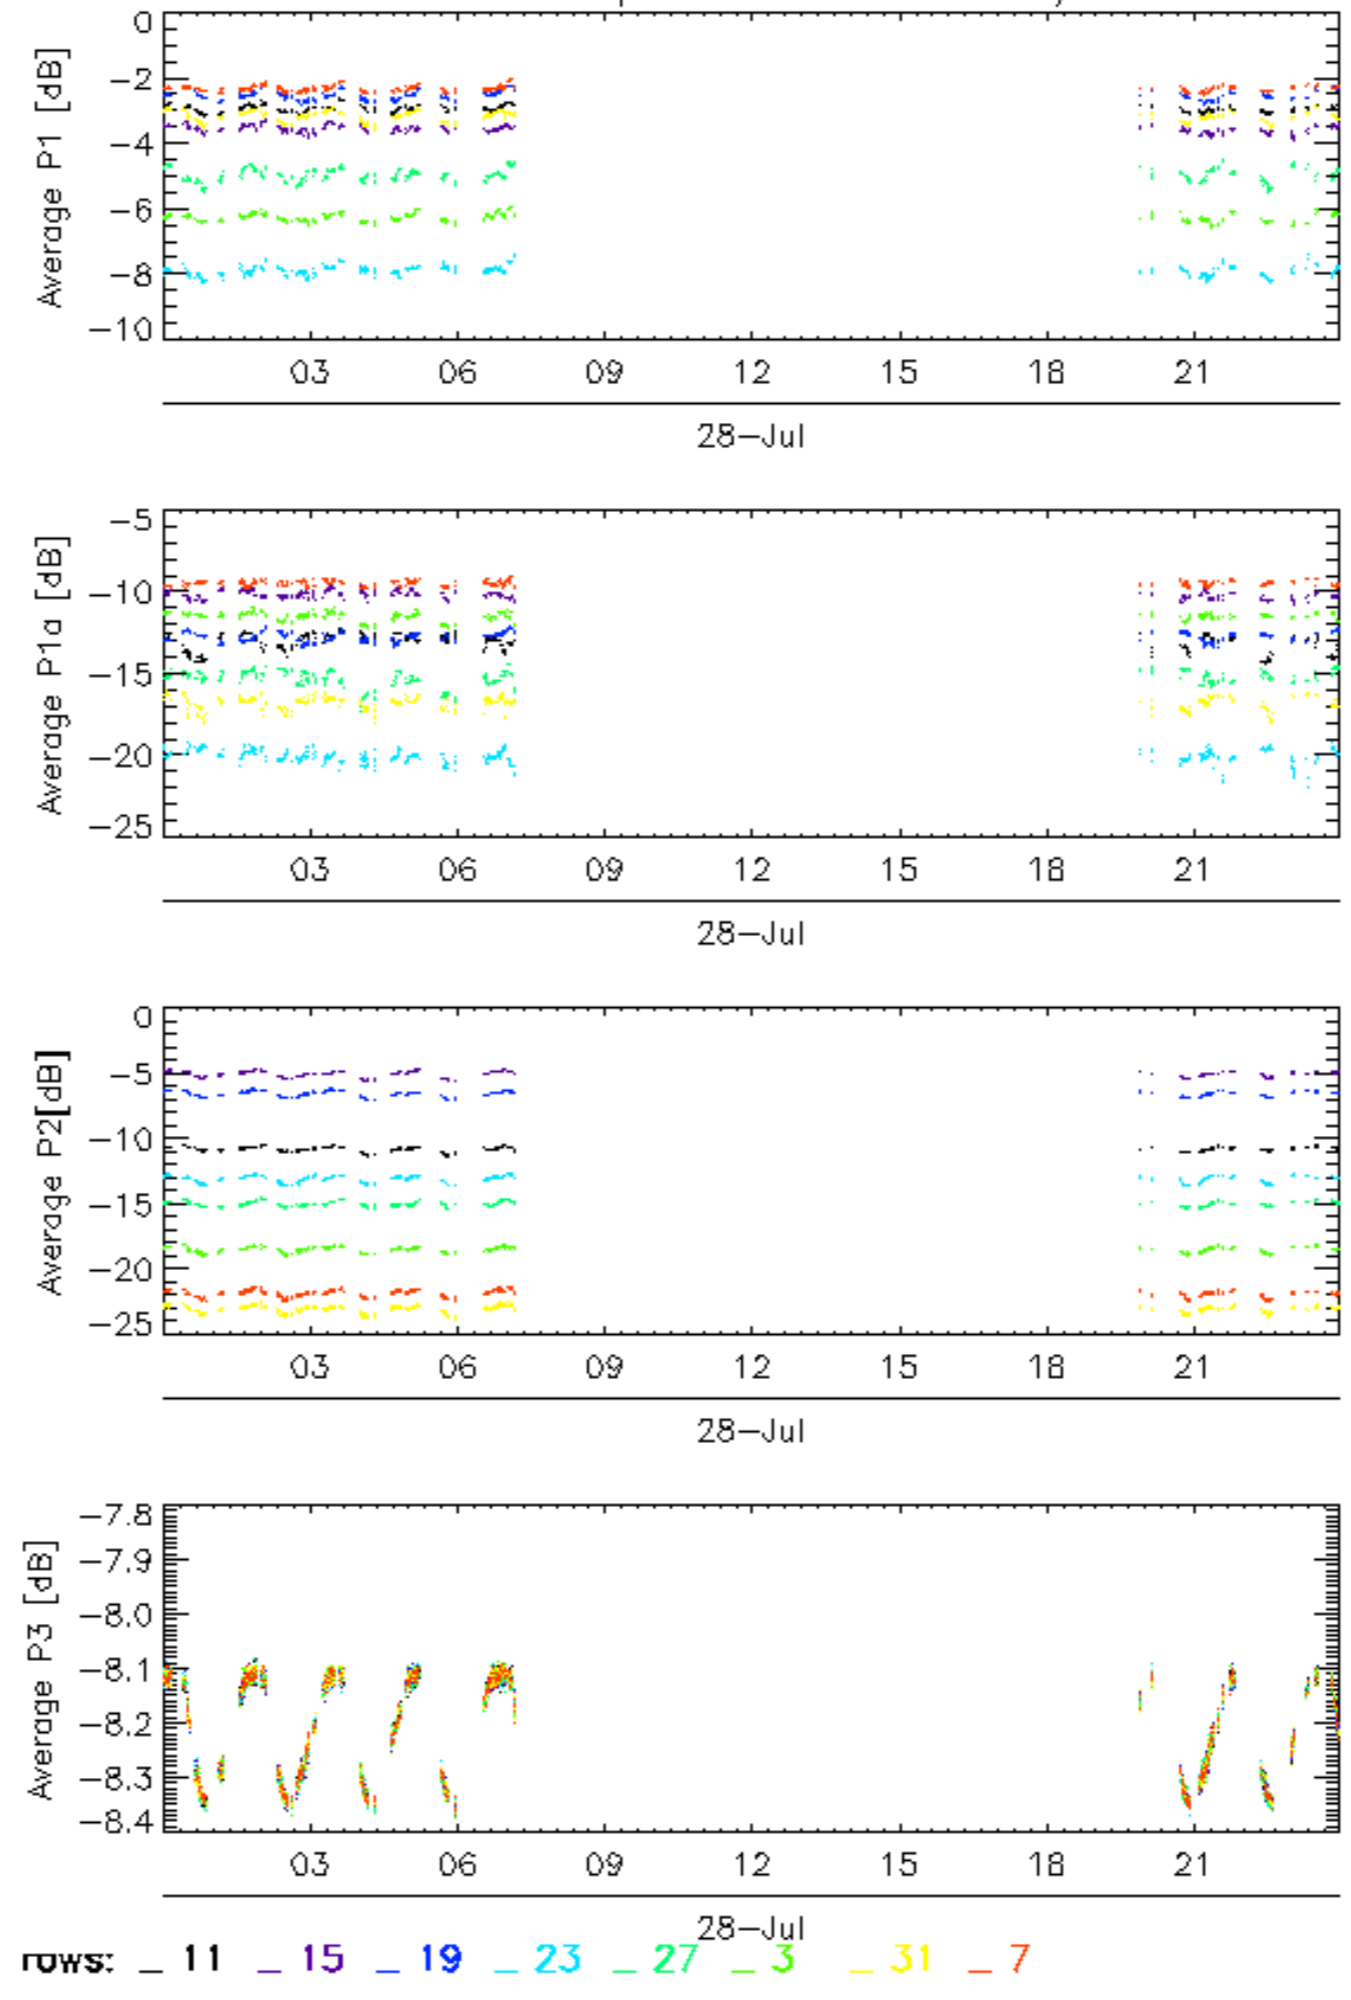 0
−2
−4
−6
−8
−10
Average P1 [dB]
03 06 09 12 15 18 21
28−Jul
−5
−10
−15
−20
−25
Average P1a [dB]
03 06 09 12 15 18 21
28−Jul
0
−5
−10
−15
−20
−25
Average P2[dB]
03 06 09 12 15 18 21
28−Jul
−7.8
−7.9
−8.0
−8.1
−8.2
−8.3
−8.4
Average P3 [dB]
03 06 09 12 15 18 21
28−Jul
rows: _ 11 _ 15 _ 19 _ 23 _ 27 _ 3 _ 31 _ 7